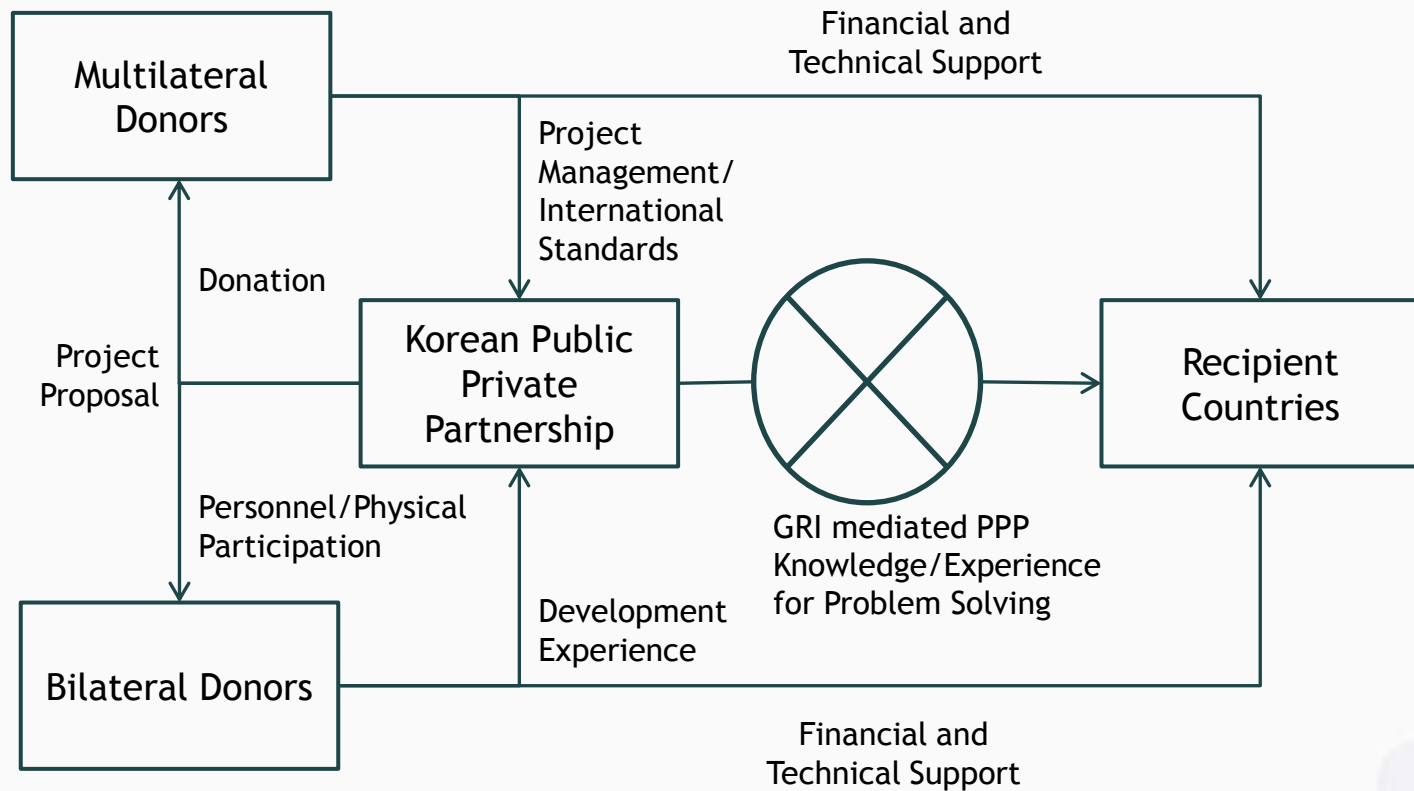 Financial and
Technical Support
Multilateral
Donors
Project
Management/
International
Standards
Donation
Project
Proposal
Korean Public
Private
Partnership
Recipient
Countries
Personnel/Physical
Participation
GRI mediated PPP
Knowledge/Experience
for Problem Solving
Development
Experience
Bilateral Donors
Financial and
Technical Support